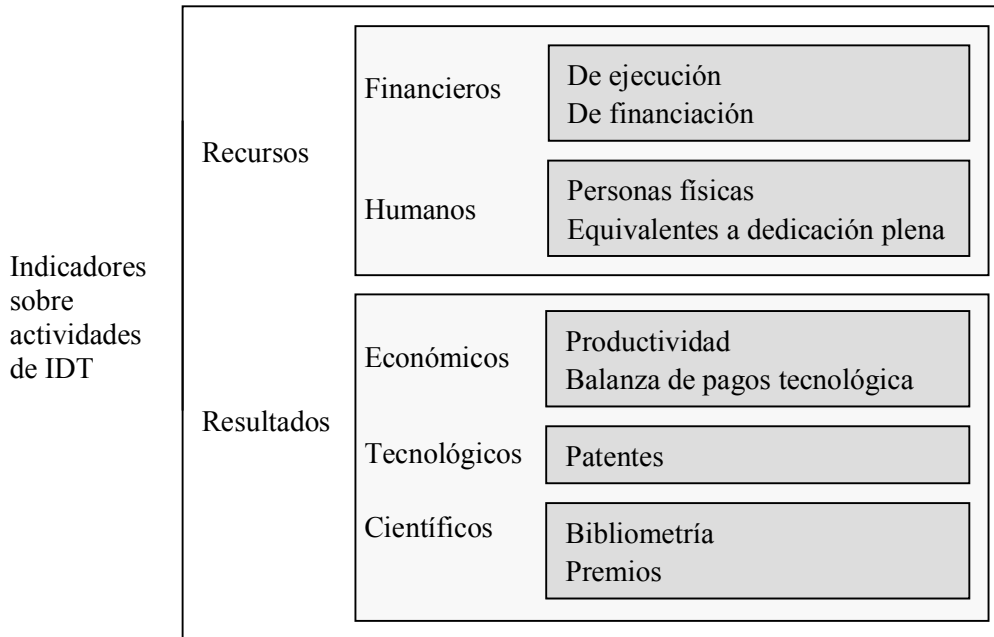 Indicadores
sobre
actividades
de IDT
Recursos
Financieros
De ejecución
De financiación
Humanos
Personas físicas
Equivalentes a dedicación plena
Resultados
Económicos
Productividad
Balanza de pagos tecnológica
Tecnológicos
Patentes
Científicos
Bibliometría
Premios